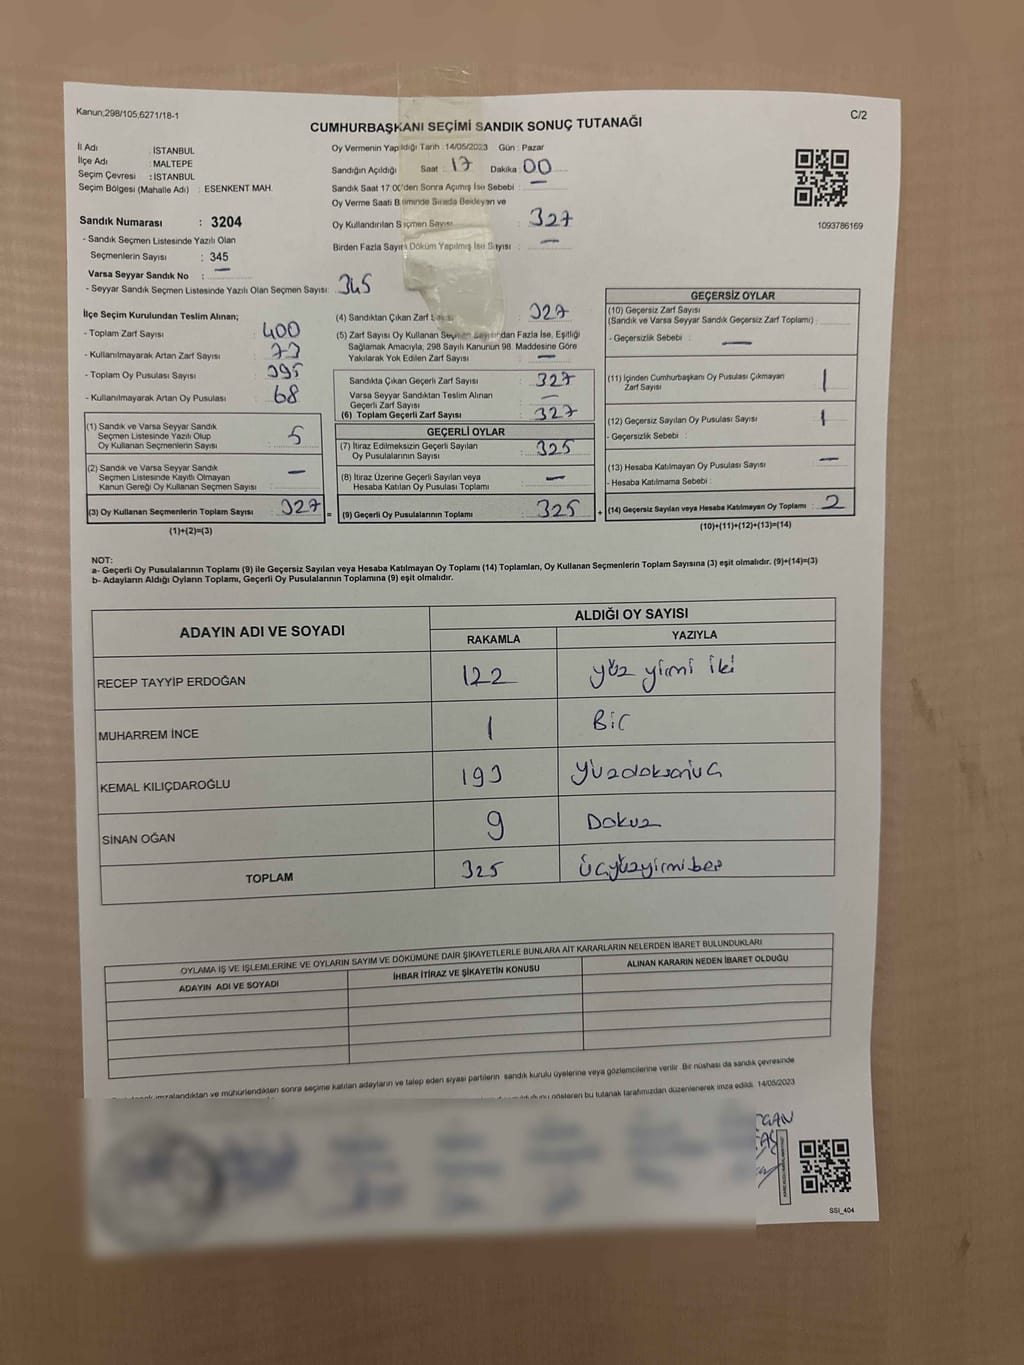 Kanun;298/105,6271/18-1
C/2
CUMHURBAŞKANI SEÇİMİ SANDIK SONUÇ TUTANAĞI
İl Adı : İSTANBUL
İlçe Adı : MALTEPE
Seçim Çevresi : İSTANBUL
Seçim Bölgesi (Mahalle Adı) : ESENKENT MAH.
Sandık Numarası : 3204
- Sandık Seçmen Listesinde Yazılı Olan
Seçmenlerin Sayısı : 345
Varsa Seyyar Sandık No : —
- Seyyar Sandık Seçmen Listesinde Yazılı Olan Seçmen Sayısı: 345
Oy Vermenin Yapıldığı Tarih : 14/05/2023 Gün : Pazar
Sandığın Açıldığı Saat : 17 Dakika : 00
Sandık Saat 17:00'den Sonra Açılmış İse Sebebi : —
Oy Verme Saati Bitiminde Sırada Bekleyen ve
Oy Kullandırılan Seçmen Sayısı : 327
Birden Fazla Sayım Döküm Yapılmış İse Sayısı : —
1093786169
İlçe Seçim Kurulundan Teslim Alınan;
- Toplam Zarf Sayısı : 400
- Kullanılmayarak Artan Zarf Sayısı : 73
- Toplam Oy Pusulası Sayısı : 395
- Kullanılmayarak Artan Oy Pusulası : 68
(1) Sandık ve Varsa Seyyar Sandık
Seçmen Listesinde Yazılı Olup
Oy Kullanan Seçmenlerin Sayısı : 5
(2) Sandık ve Varsa Seyyar Sandık
Seçmen Listesinde Kayıtlı Olmayan
Kanun Gereği Oy Kullanan Seçmen Sayısı : —
(3) Oy Kullanan Seçmenlerin Toplam Sayısı : 327
(1)+(2)=(3)
(4) Sandıktan Çıkan Zarf Sayısı : 327
(5) Zarf Sayısı Oy Kullanan Seçmen Sayısından Fazla İse, Eşitliği
Sağlamak Amacıyla, 298 Sayılı Kanunun 98. Maddesine Göre
Yakılarak Yok Edilen Zarf Sayısı : —
Sandıkta Çıkan Geçerli Zarf Sayısı : 327
Varsa Seyyar Sandıktan Teslim Alınan
Geçerli Zarf Sayısı : —
(6) Toplam Geçerli Zarf Sayısı : 327
GEÇERLİ OYLAR
(7) İtiraz Edilmeksizin Geçerli Sayılan
Oy Pusulalarının Sayısı : 325
(8) İtiraz Üzerine Geçerli Sayılan veya
Hesaba Katılan Oy Pusulası Toplamı : —
= (9) Geçerli Oy Pusulalarının Toplamı : 325 +
GEÇERSİZ OYLAR
(10) Geçersiz Zarf Sayısı
(Sandık ve Varsa Seyyar Sandık Geçersiz Zarf Toplamı) :
- Geçersizlik Sebebi : —
(11) İçinden Cumhurbaşkanı Oy Pusulası Çıkmayan
Zarf Sayısı : 1
(12) Geçersiz Sayılan Oy Pusulası Sayısı : 1
- Geçersizlik Sebebi :
(13) Hesaba Katılmayan Oy Pusulası Sayısı : —
- Hesaba Katılmama Sebebi :
(14) Geçersiz Sayılan veya Hesaba Katılmayan Oy Toplamı : 2
(10)+(11)+(12)+(13)=(14)
NOT:
a- Geçerli Oy Pusulalarının Toplamı (9) ile Geçersiz Sayılan veya Hesaba Katılmayan Oy Toplamı (14) Toplamları, Oy Kullanan Seçmenlerin Toplam Sayısına (3) eşit olmalıdır. (9)+(14)=(3)
b- Adayların Aldığı Oyların Toplamı, Geçerli Oy Pusulalarının Toplamına (9) eşit olmalıdır.
ADAYIN ADI VE SOYADI
ALDIĞI OY SAYISI
RAKAMLA YAZIYLA
RECEP TAYYİP ERDOĞAN 122 yüz yirmi iki
MUHARREM İNCE 1 Bir
KEMAL KILIÇDAROĞLU 193 Yüzdoksanüç
SİNAN OĞAN 9 Dokuz
TOPLAM 325 üçyüzyirmibeş
OYLAMA İŞ VE İŞLEMLERİNE VE OYLARIN SAYIM VE DÖKÜMÜNE DAİR ŞİKAYETLERLE BUNLARA AİT KARARLARIN NELERDEN İBARET BULUNDUKLARI
ADAYIN ADI VE SOYADI İHBAR İTİRAZ VE ŞİKAYETİN KONUSU ALINAN KARARIN NEDEN İBARET OLDUĞU
imzalandıktan ve mühürlendikten sonra seçime katılan adayların ve talep eden siyasi partilerin sandık kurulu üyelerine veya gözlemcilerine verilir. Bir nüshası da sandık çevresinde
gösteren bu tutanak tarafımızdan düzenlenerek imza edildi. 14/05/2023
SSI_404